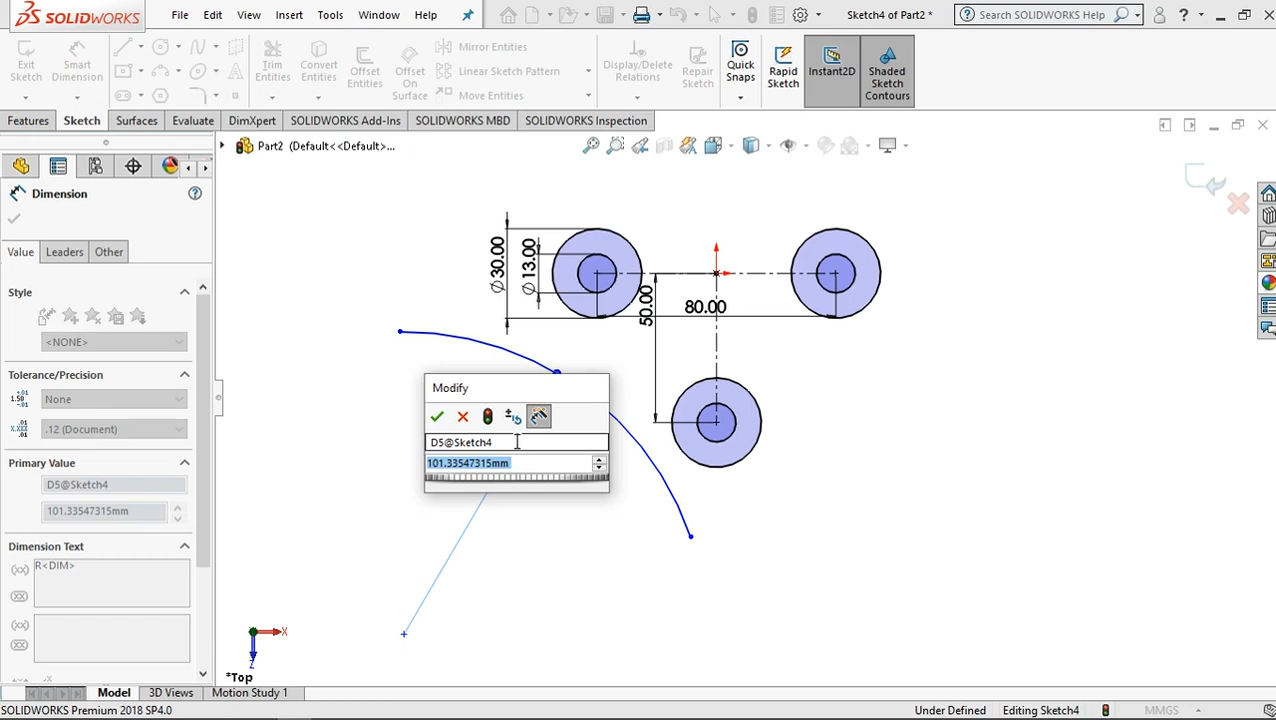 SOLIDWORKS
File Edit View Insert Tools Window Help
Sketch4 of Part2 *
Search SOLIDWORKS Help
?
Exit Sketch
Smart Dimension
Trim Entities
Convert Entities
Offset Entities
Offset On Surface
Mirror Entities
Linear Sketch Pattern
Move Entities
Display/Delete Relations
Repair Sketch
Quick Snaps
Rapid Sketch
Instant2D
Shaded Sketch Contours
Features Sketch Surfaces Evaluate DimXpert SOLIDWORKS Add-Ins SOLIDWORKS MBD SOLIDWORKS Inspection
Part2 (Default<<Default>...
Dimension
Value Leaders Other
Style
<NONE>
Tolerance/Precision
None
.12 (Document)
Primary Value
D5@Sketch4
101.33547315mm
Dimension Text
R<DIM>
∅30.00
∅13.00
50.00
80.00
Modify
D5@Sketch4
101.33547315mm
X
Z
*Top
Model 3D Views Motion Study 1
SOLIDWORKS Premium 2018 SP4.0
Under Defined Editing Sketch4 MMGS